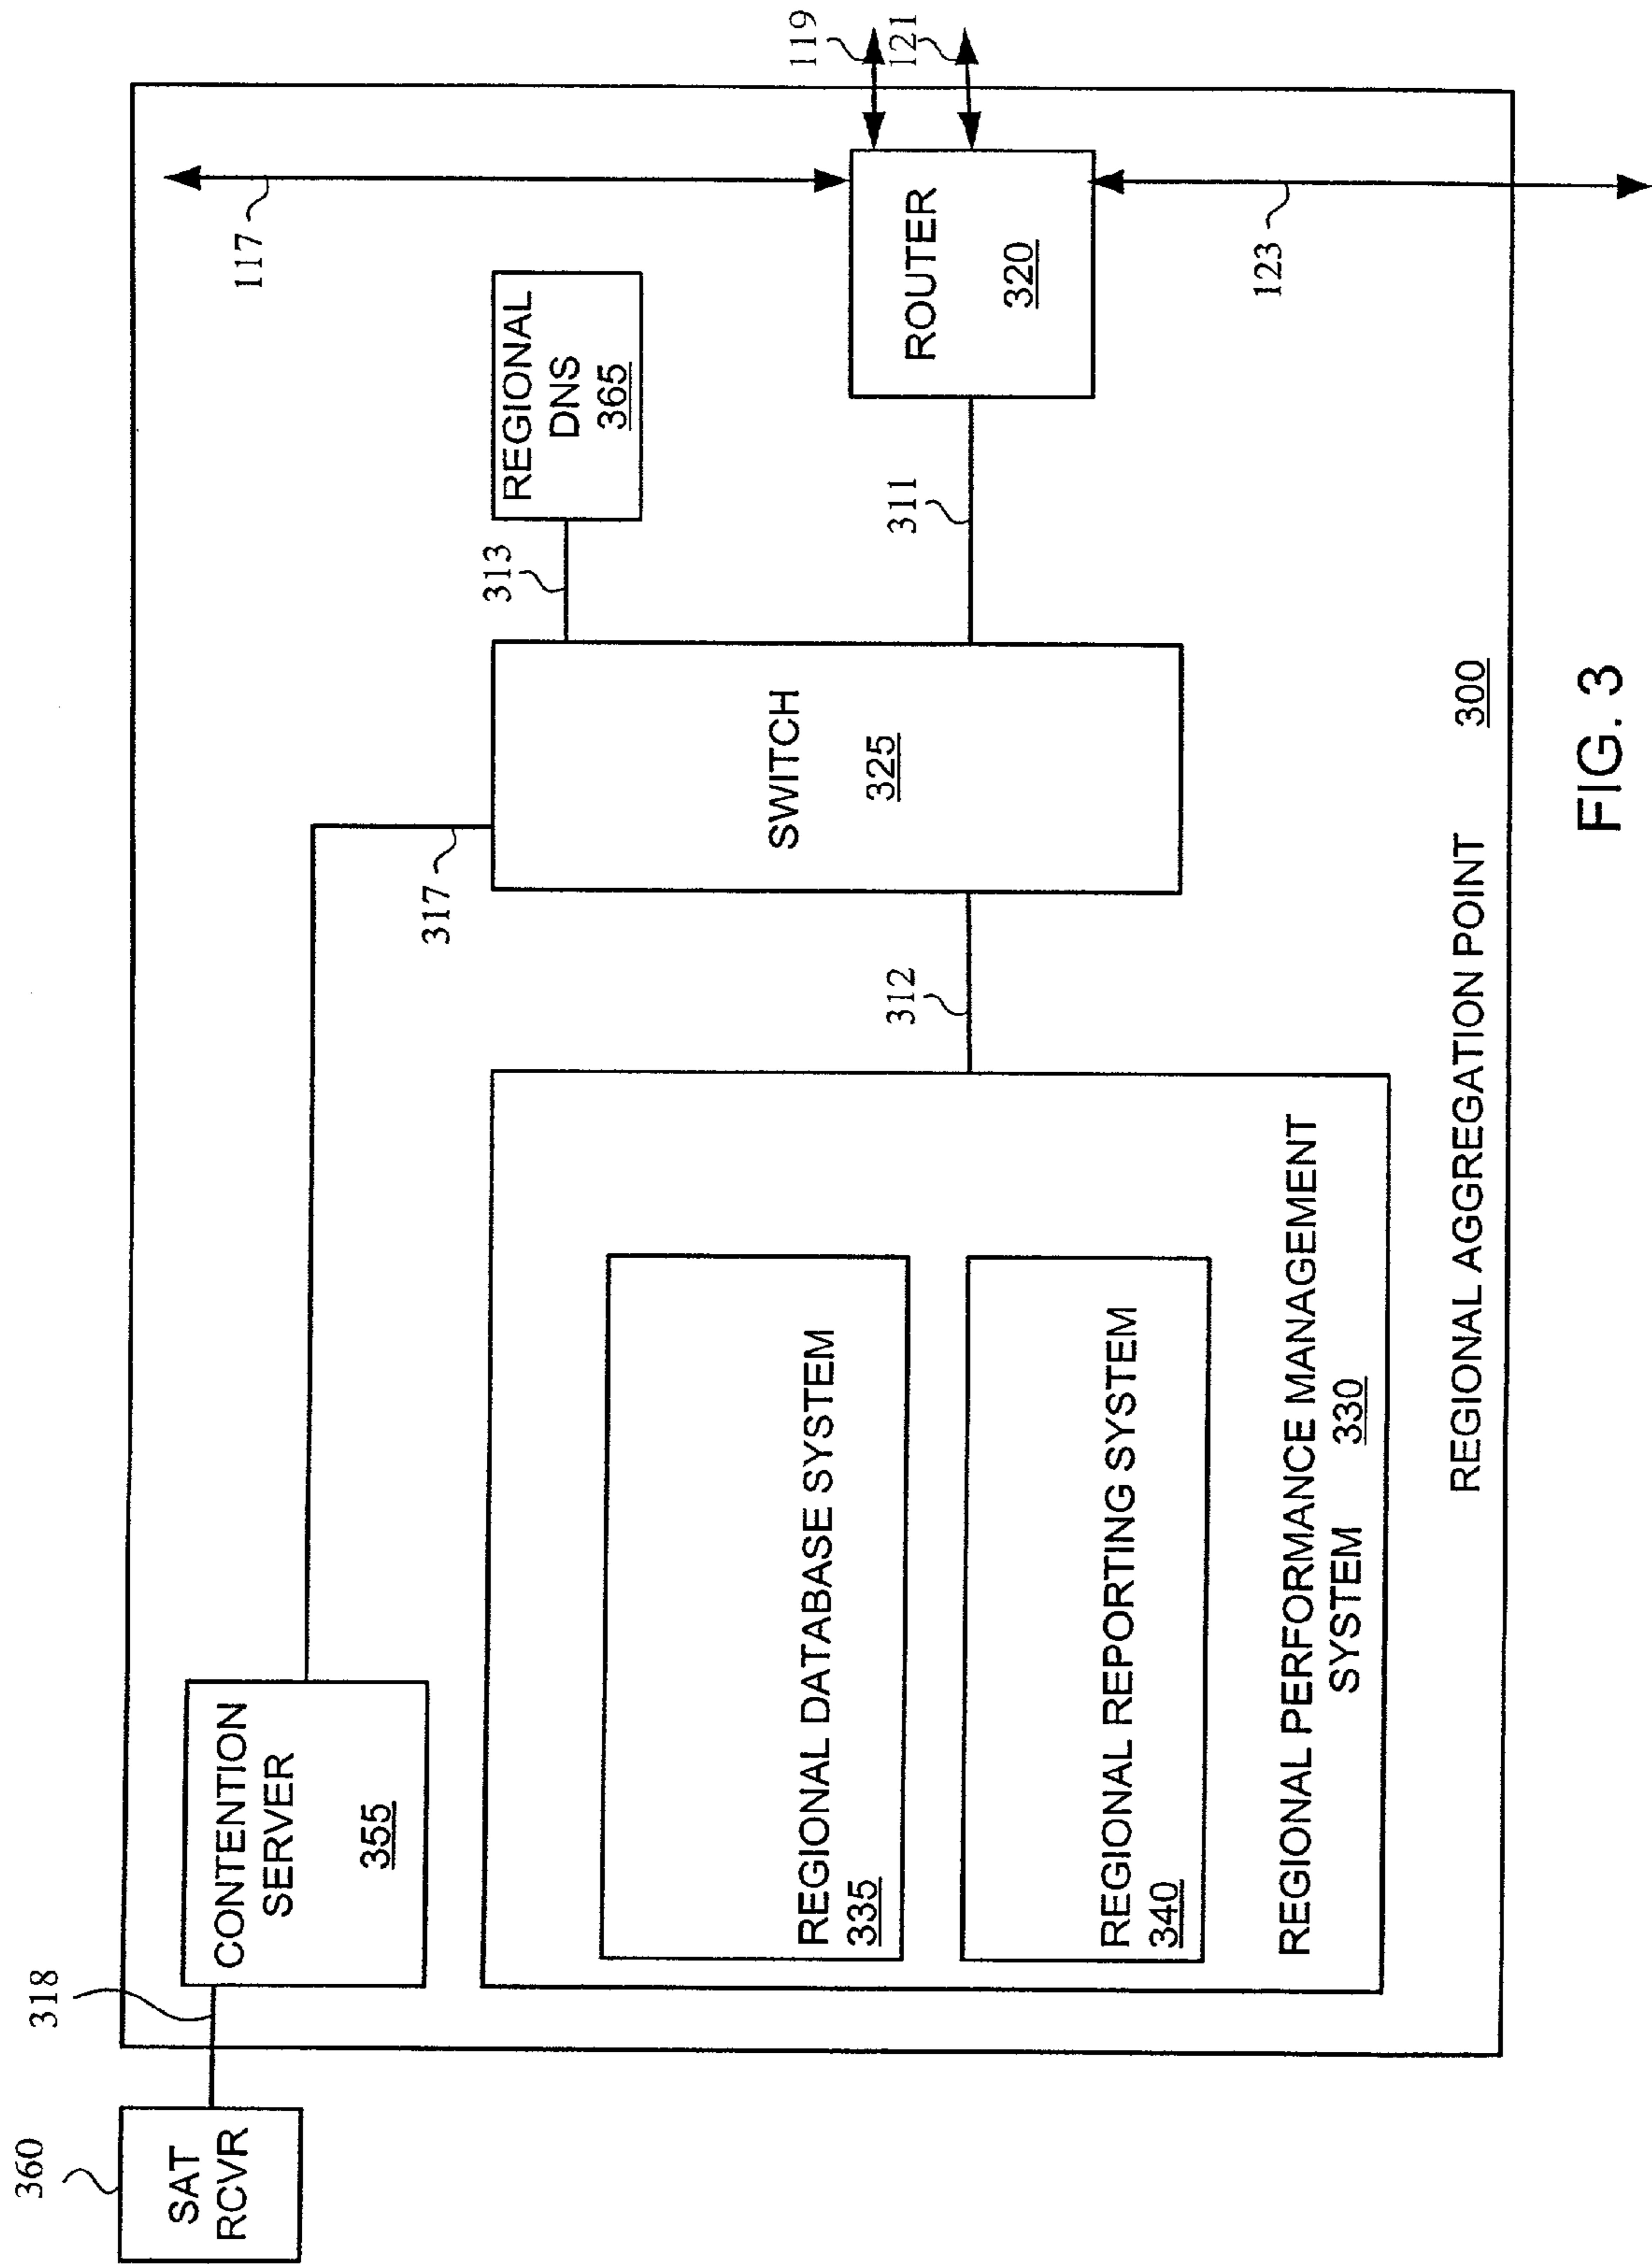 360
SAT
RCVR
318
CONTENTION
SERVER
355
317
REGIONAL DATABASE SYSTEM
335
REGIONAL REPORTING SYSTEM
340
REGIONAL PERFORMANCE MANAGEMENT
SYSTEM 330
312
SWITCH
325
313
REGIONAL
DNS
365
311
ROUTER
320
117
119
121
123
REGIONAL AGGREGATION POINT 300
FIG. 3